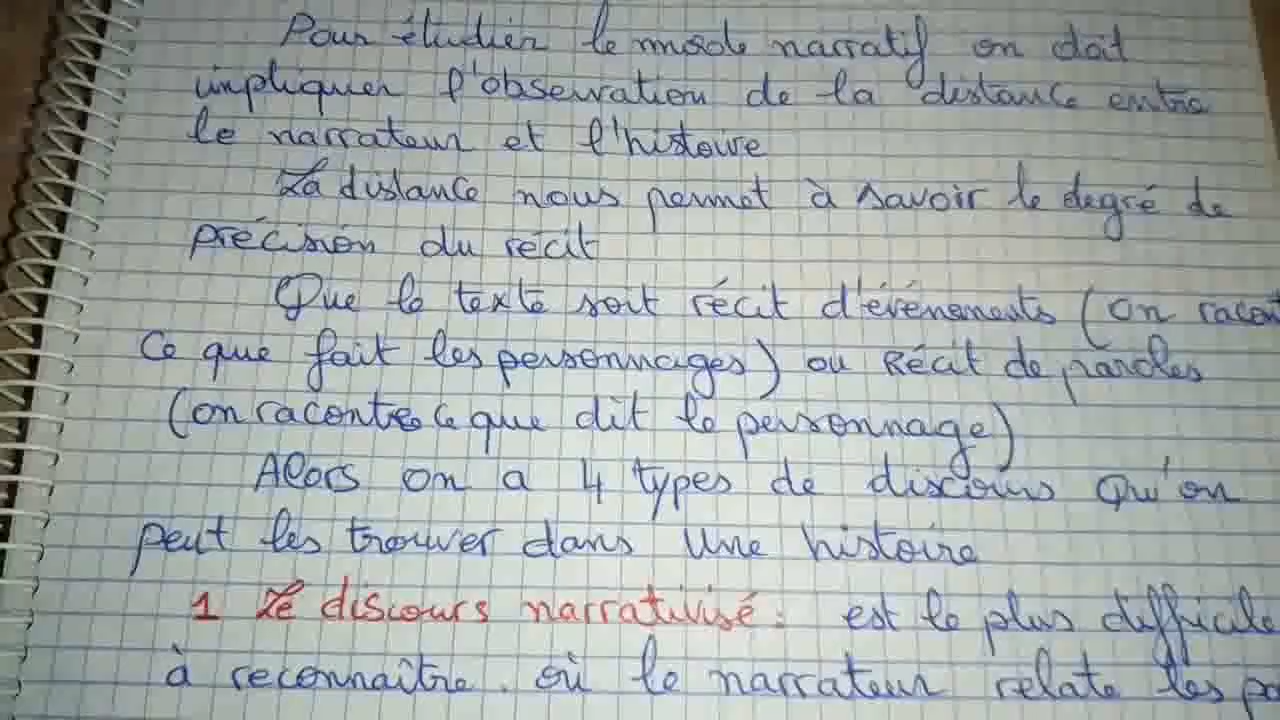 Pour étudier le mode narratif on doit
impliquer l'observation de la distance entre
le narrateur et l'histoire
La distance nous permet à savoir le degré de
précision du récit
Que le texte soit récit d'événements (on racont
Ce que fait les personnages) ou Récit de paroles
(on raconte ce que dit le personnage)
Alors on a 4 types de discours Qu'on
peut les trouver dans une histoire
1 Le discours narrativisé : est le plus difficile
à reconnaître. où le narrateur relate les pa